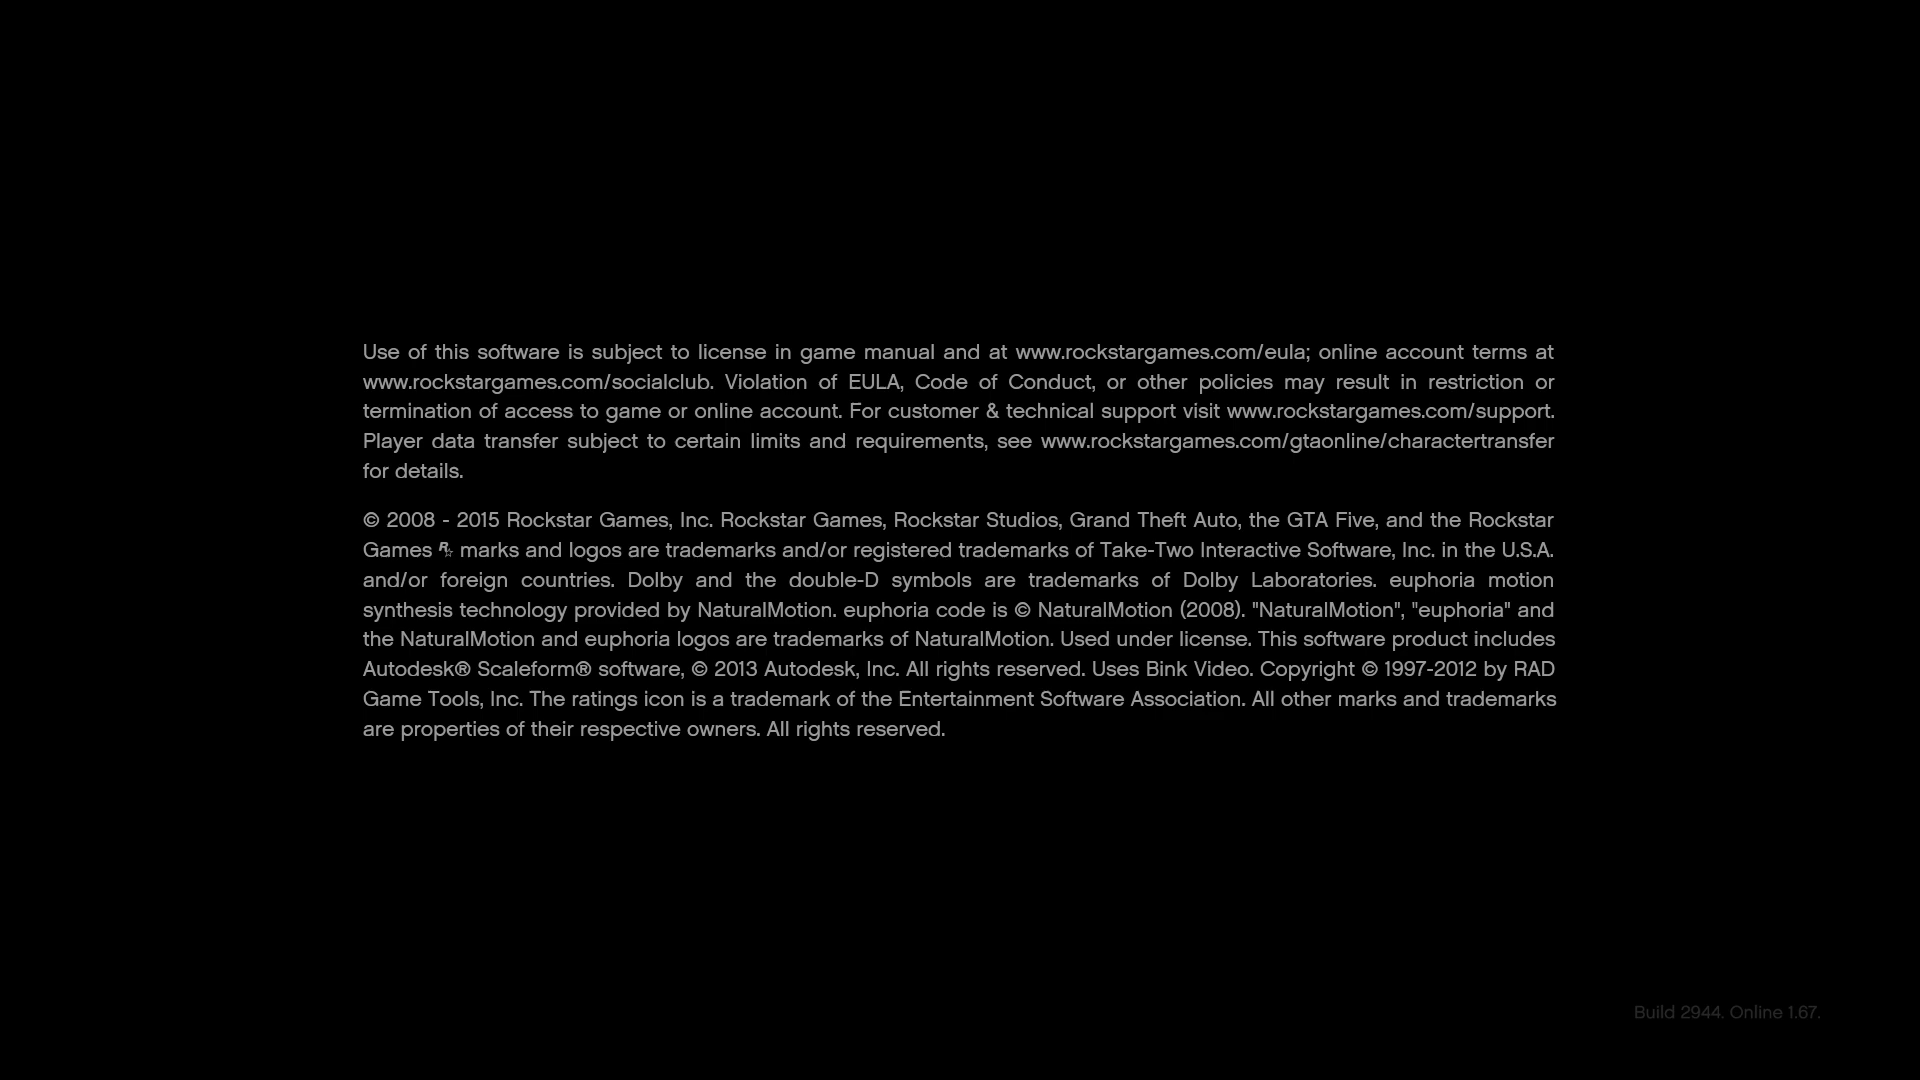 Use of this software is subject to license in game manual and at www.rockstargames.com/eula; online account terms at
www.rockstargames.com/socialclub. Violation of EULA, Code of Conduct, or other policies may result in restriction or
termination of access to game or online account. For customer & technical support visit www.rockstargames.com/support.
Player data transfer subject to certain limits and requirements, see www.rockstargames.com/gtaonline/charactertransfer
for details.
© 2008 - 2015 Rockstar Games, Inc. Rockstar Games, Rockstar Studios, Grand Theft Auto, the GTA Five, and the Rockstar
Games R☆ marks and logos are trademarks and/or registered trademarks of Take-Two Interactive Software, Inc. in the U.S.A.
and/or foreign countries. Dolby and the double-D symbols are trademarks of Dolby Laboratories. euphoria motion
synthesis technology provided by NaturalMotion. euphoria code is © NaturalMotion (2008). "NaturalMotion", "euphoria" and
the NaturalMotion and euphoria logos are trademarks of NaturalMotion. Used under license. This software product includes
Autodesk® Scaleform® software, © 2013 Autodesk, Inc. All rights reserved. Uses Bink Video. Copyright © 1997-2012 by RAD
Game Tools, Inc. The ratings icon is a trademark of the Entertainment Software Association. All other marks and trademarks
are properties of their respective owners. All rights reserved.
Build 2944. Online 1.67.